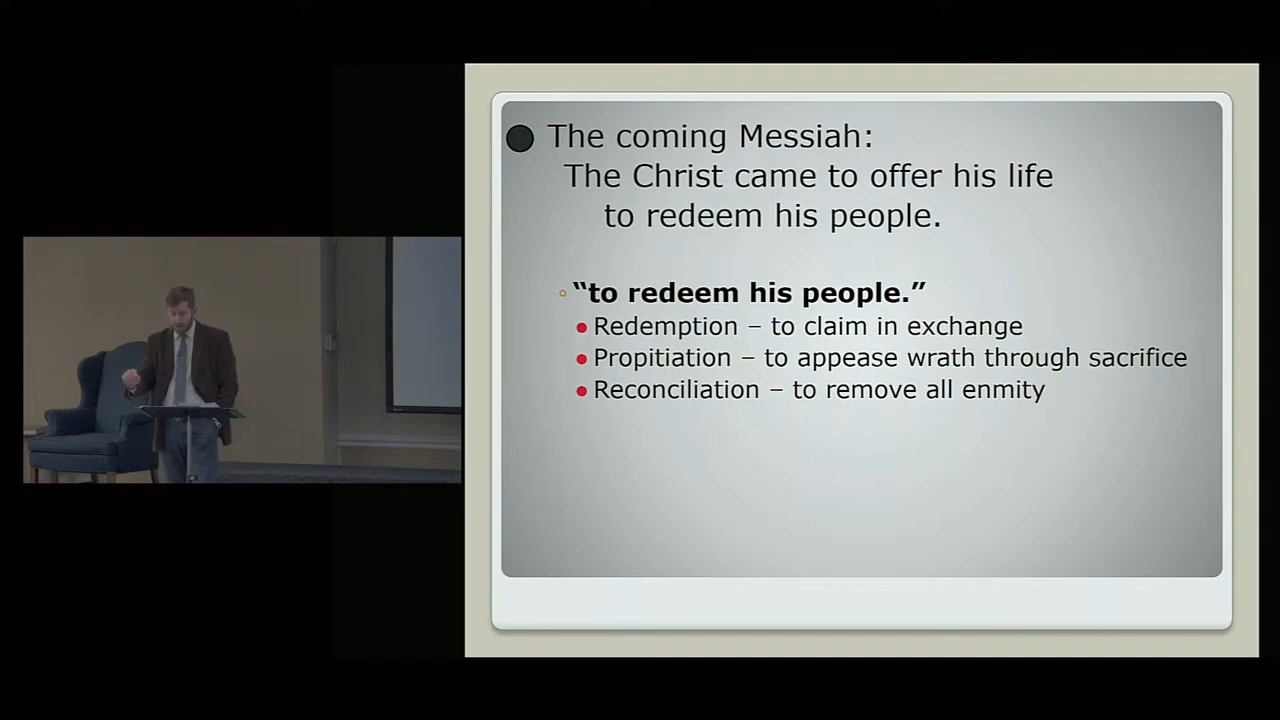 The coming Messiah:
The Christ came to offer his life
to redeem his people.
“to redeem his people.”
Redemption – to claim in exchange
Propitiation – to appease wrath through sacrifice
Reconciliation – to remove all enmity